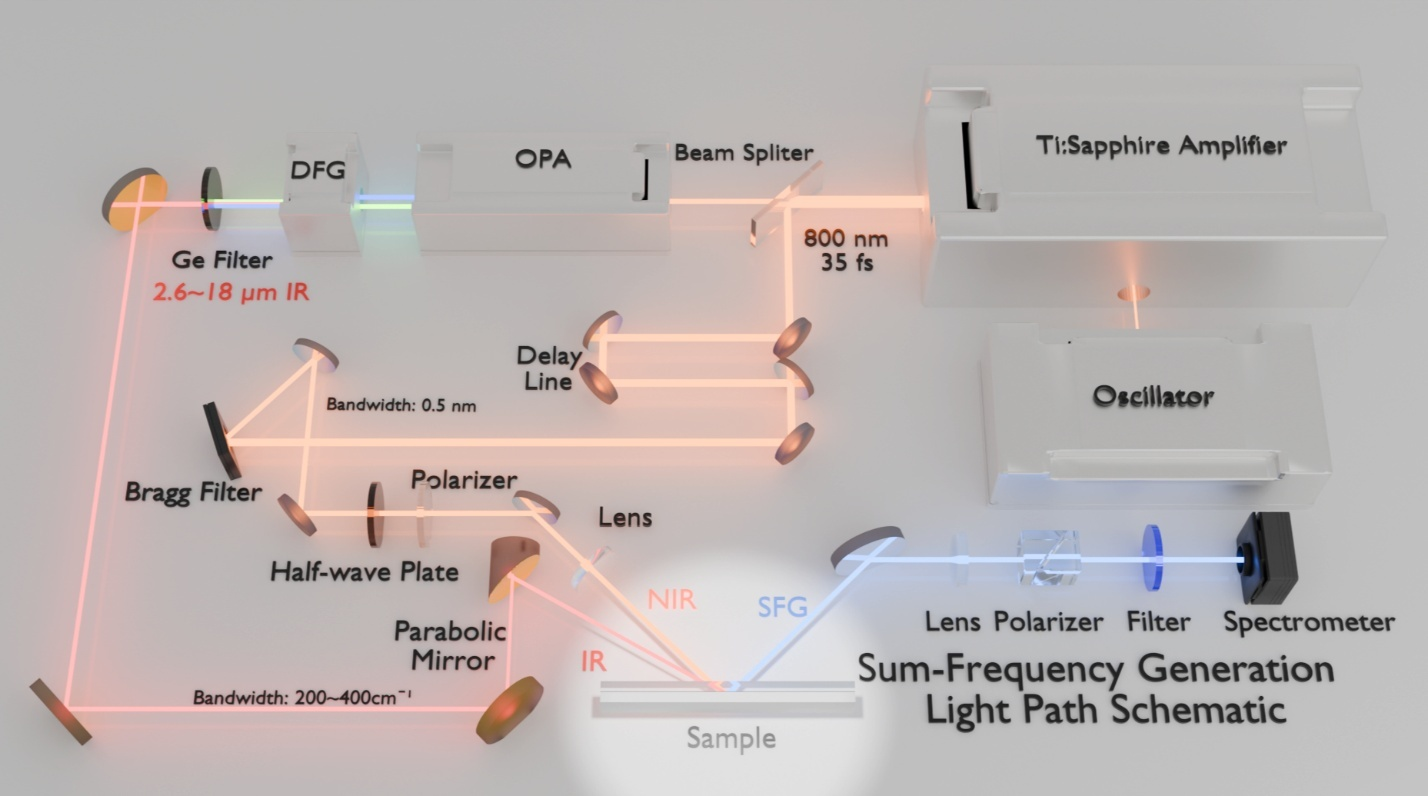 Ti:Sapphire Amplifier
Beam Spliter
OPA
DFG
800 nm
35 fs
Ge Filter
2.6~18 μm IR
Delay
Line
Oscillator
Bandwidth: 0.5 nm
Bragg Filter
Polarizer
Lens
Half-wave Plate
NIR
SFG
Parabolic
Mirror
IR
Lens
Polarizer
Filter
Spectrometer
Bandwidth: 200~400cm⁻¹
Sample
Sum-Frequency Generation
Light Path Schematic